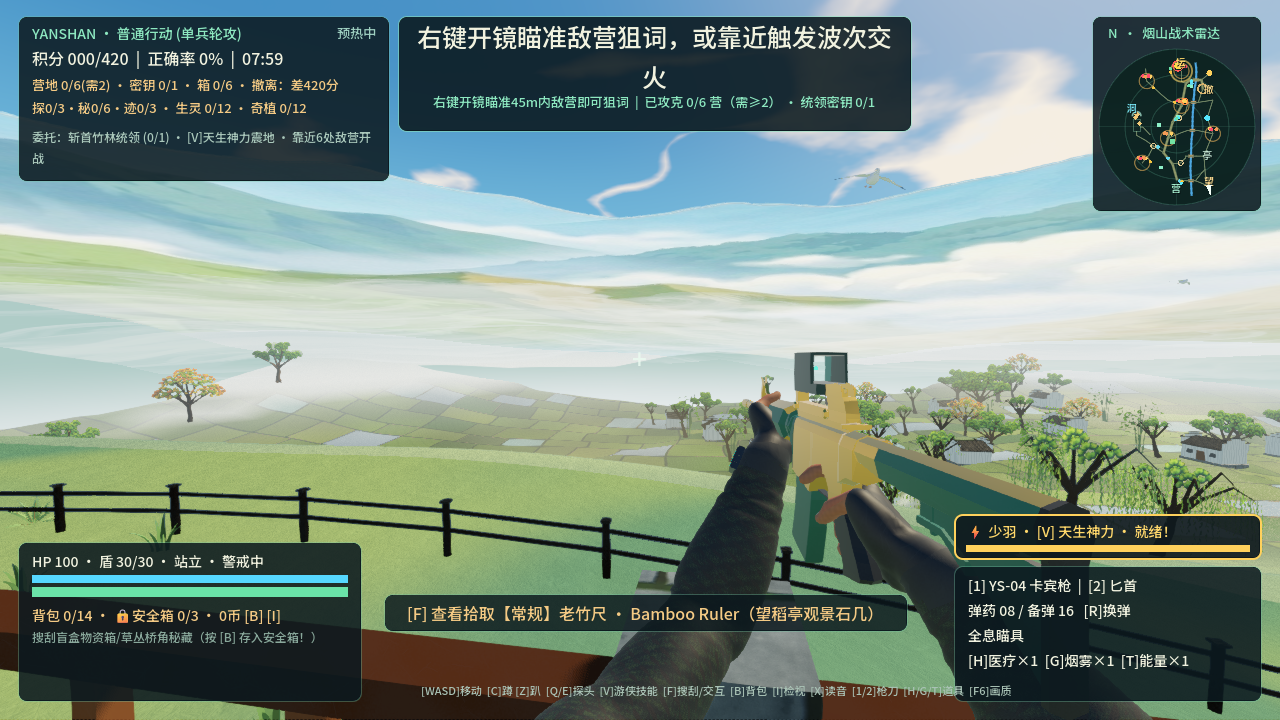 YANSHAN · 普通行动 (单兵轮攻) 预热中
积分 000/420 | 正确率 0% | 07:59
营地 0/6(需2) · 密钥 0/1 · 箱 0/6 · 撤离：差420分
探0/3·秘0/6·迹0/3 · 生灵 0/12 · 奇植 0/12
委托：斩首竹林统领 (0/1) · [V]天生神力震地 · 靠近6处敌营开
战
右键开镜瞄准敌营狙词，或靠近触发波次交
火
右键开镜瞄准45m内敌营即可狙词 | 已攻克 0/6 营（需≥2） · 统领密钥 0/1
N · 烟山战术雷达
坛
撤
洞
亭
营
望
HP 100 · 盾 30/30 · 站立 · 警戒中
背包 0/14 · 🔒安全箱 0/3 · 0币 [B] [I]
搜刮盲盒物资箱/草丛桥角秘藏（按 [B] 存入安全箱！）
[F] 查看拾取【常规】老竹尺 · Bamboo Ruler（望稻亭观景石几）
⚡ 少羽 · [V] 天生神力 · 就绪！
[1] YS-04 卡宾枪 | [2] 匕首
弹药 08 / 备弹 16 [R]换弹
全息瞄具
[H]医疗×1 [G]烟雾×1 [T]能量×1
[WASD]移动 [C]蹲 [Z]趴 [Q/E]探头 [V]游侠技能 [F]搜刮/交互 [B]背包 [I]检视 [X]读音 [1/2]枪刀 [H/G/T]道具 [F6]画质